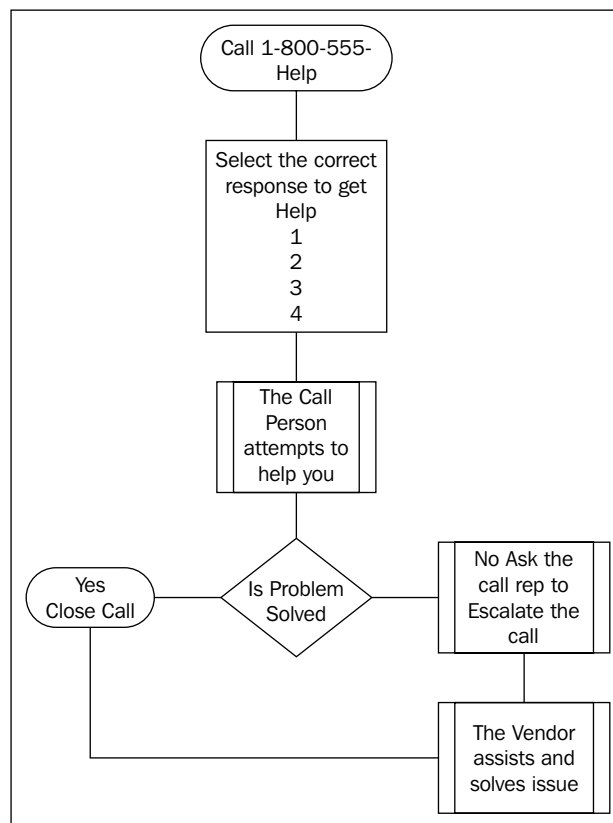 Call 1-800-555-
Help
Select the correct
response to get
Help
1
2
3
4
The Call
Person
attempts to
help you
Is Problem
Solved
Yes
Close Call
No Ask the
call rep to
Escalate the
call
The Vendor
assists and
solves issue